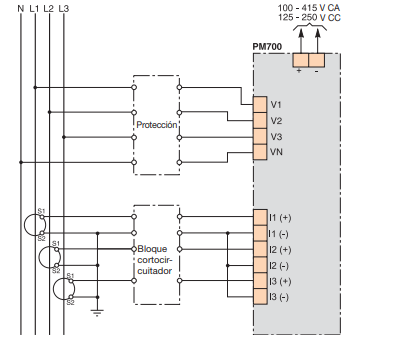 N L1 L2 L3
100 - 415 V CA
125 - 250 V CC
PM700
+ -
V1
Protección
V2
V3
VN
S1
S2
I1 (+)
I1 (-)
S1
S2
Bloque
cortocir-
cuitador
I2 (+)
I2 (-)
S1
S2
I3 (+)
I3 (-)